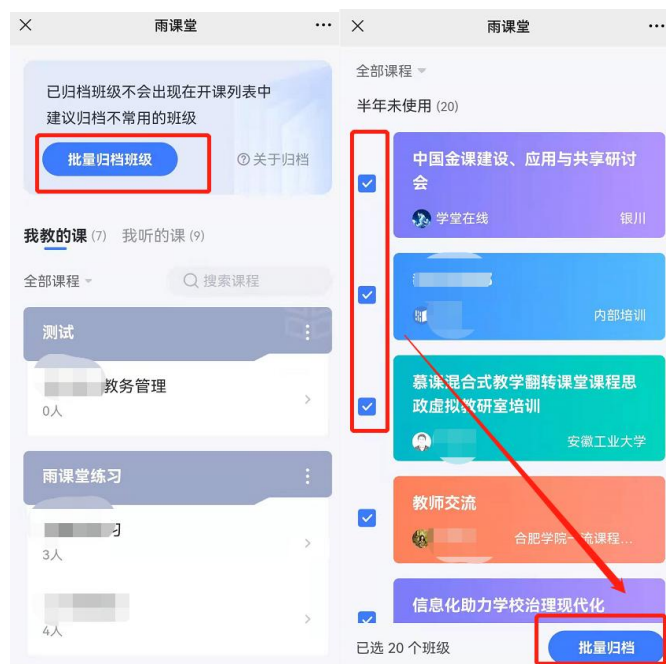 雨课堂
已归档班级不会出现在开课列表中
建议归档不常用的班级
批量归档班级
关于归档
我教的课 (7) 我听的课 (9)
全部课程
搜索课程
测试
教务管理
0人
雨课堂练习
习
3人
4人
雨课堂
全部课程
半年未使用 (20)
中国金课建设、应用与共享研讨
会
学堂在线 银川
内部培训
慕课混合式教学翻转课堂课程思
政虚拟教研室培训
安徽工业大学
教师交流
合肥学院一流课程...
信息化助力学校治理现代化
已选 20 个班级
批量归档